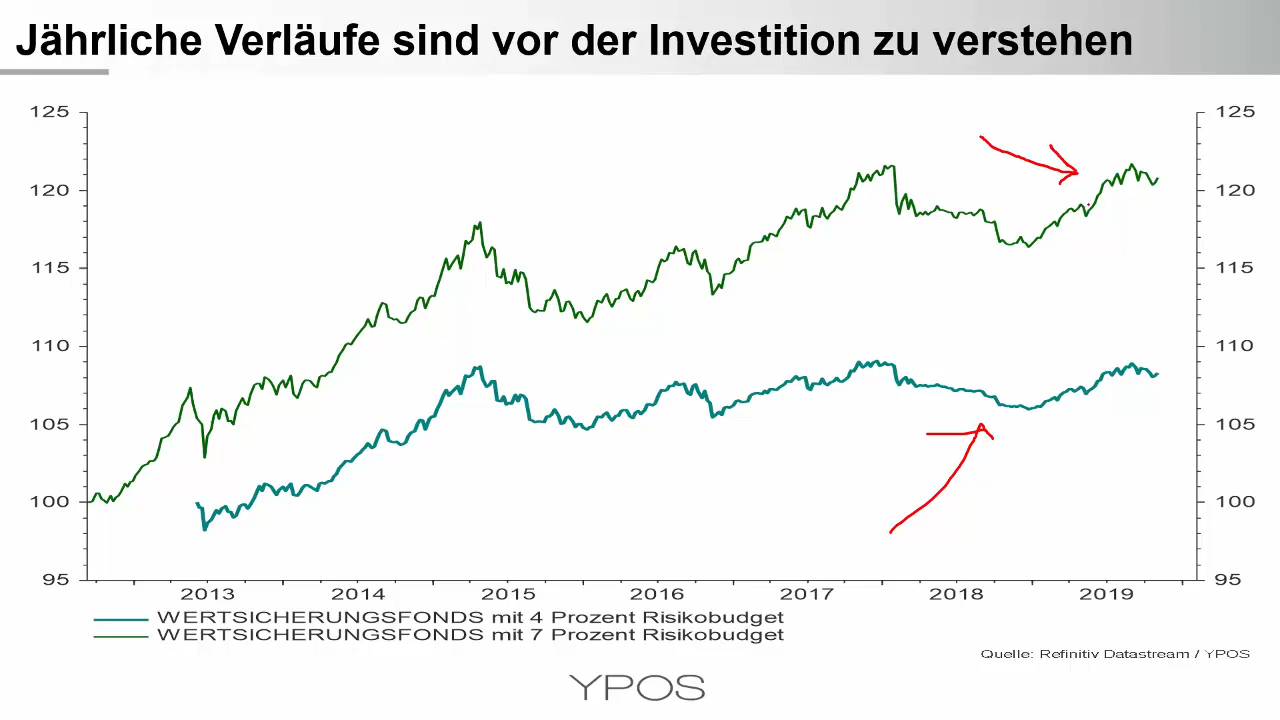 Jährliche Verläufe sind vor der Investition zu verstehen
125 125
120 120
115 115
110 110
105 105
100 100
95 95
2013 2014 2015 2016 2017 2018 2019
WERTSICHERUNGSFONDS mit 4 Prozent Risikobudget
WERTSICHERUNGSFONDS mit 7 Prozent Risikobudget
Quelle: Refinitiv Datastream / YPOS
YPOS